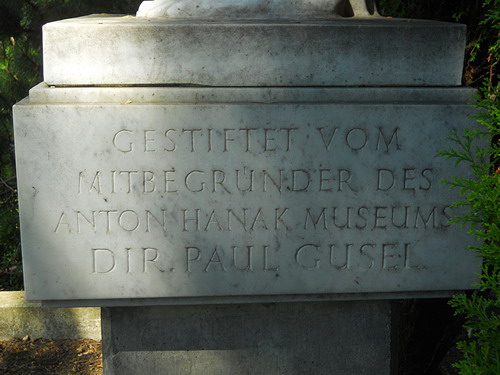 GESTIFTET VOM
MITBEGRÜNDER DES
ANTON HANAK MUSEUMS
DIR. PAUL GUSEL